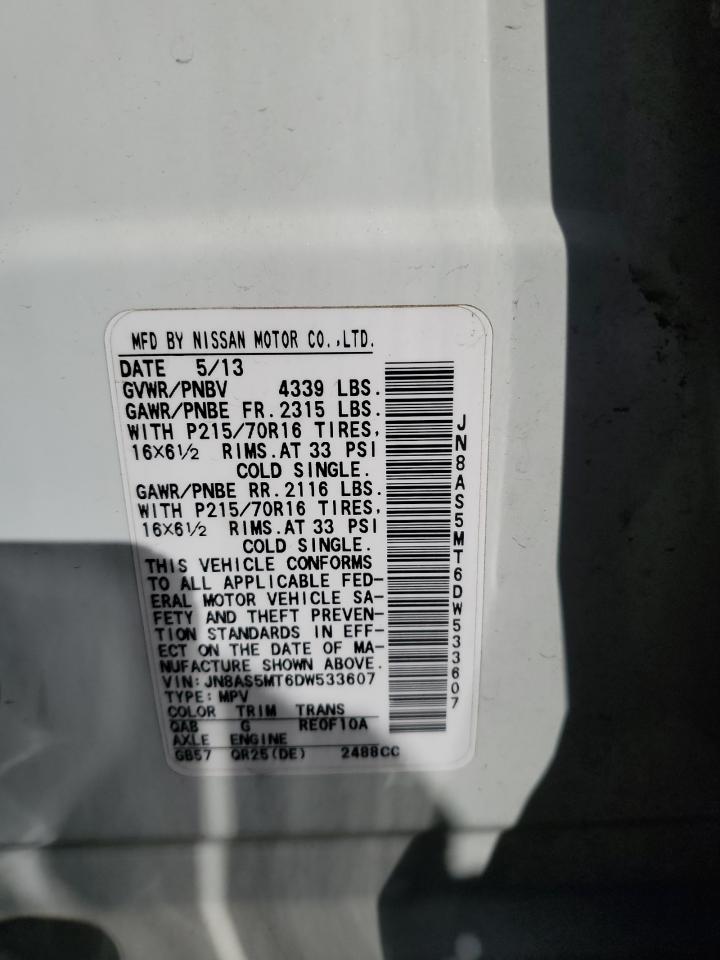 MFD BY NISSAN MOTOR CO.,LTD.
DATE 5/13
GVWR/PNBV 4339 LBS.
GAWR/PNBE FR. 2315 LBS.
WITH P215/70R16 TIRES,
16X6½ RIMS.AT 33 PSI
COLD SINGLE.
GAWR/PNBE RR. 2116 LBS.
WITH P215/70R16 TIRES,
16X6½ RIMS.AT 33 PSI
COLD SINGLE.
THIS VEHICLE CONFORMS
TO ALL APPLICABLE FED-
ERAL MOTOR VEHICLE SA-
FETY AND THEFT PREVEN-
TION STANDARDS IN EFF-
ECT ON THE DATE OF MA-
NUFACTURE SHOWN ABOVE.
VIN:JN8AS5MT6DW533607
TYPE:MPV
COLOR TRIM TRANS
QAB G RE0F10A
AXLE ENGINE
GB57 QR25(DE) 2488CC
JN8AS5MT6DW533607